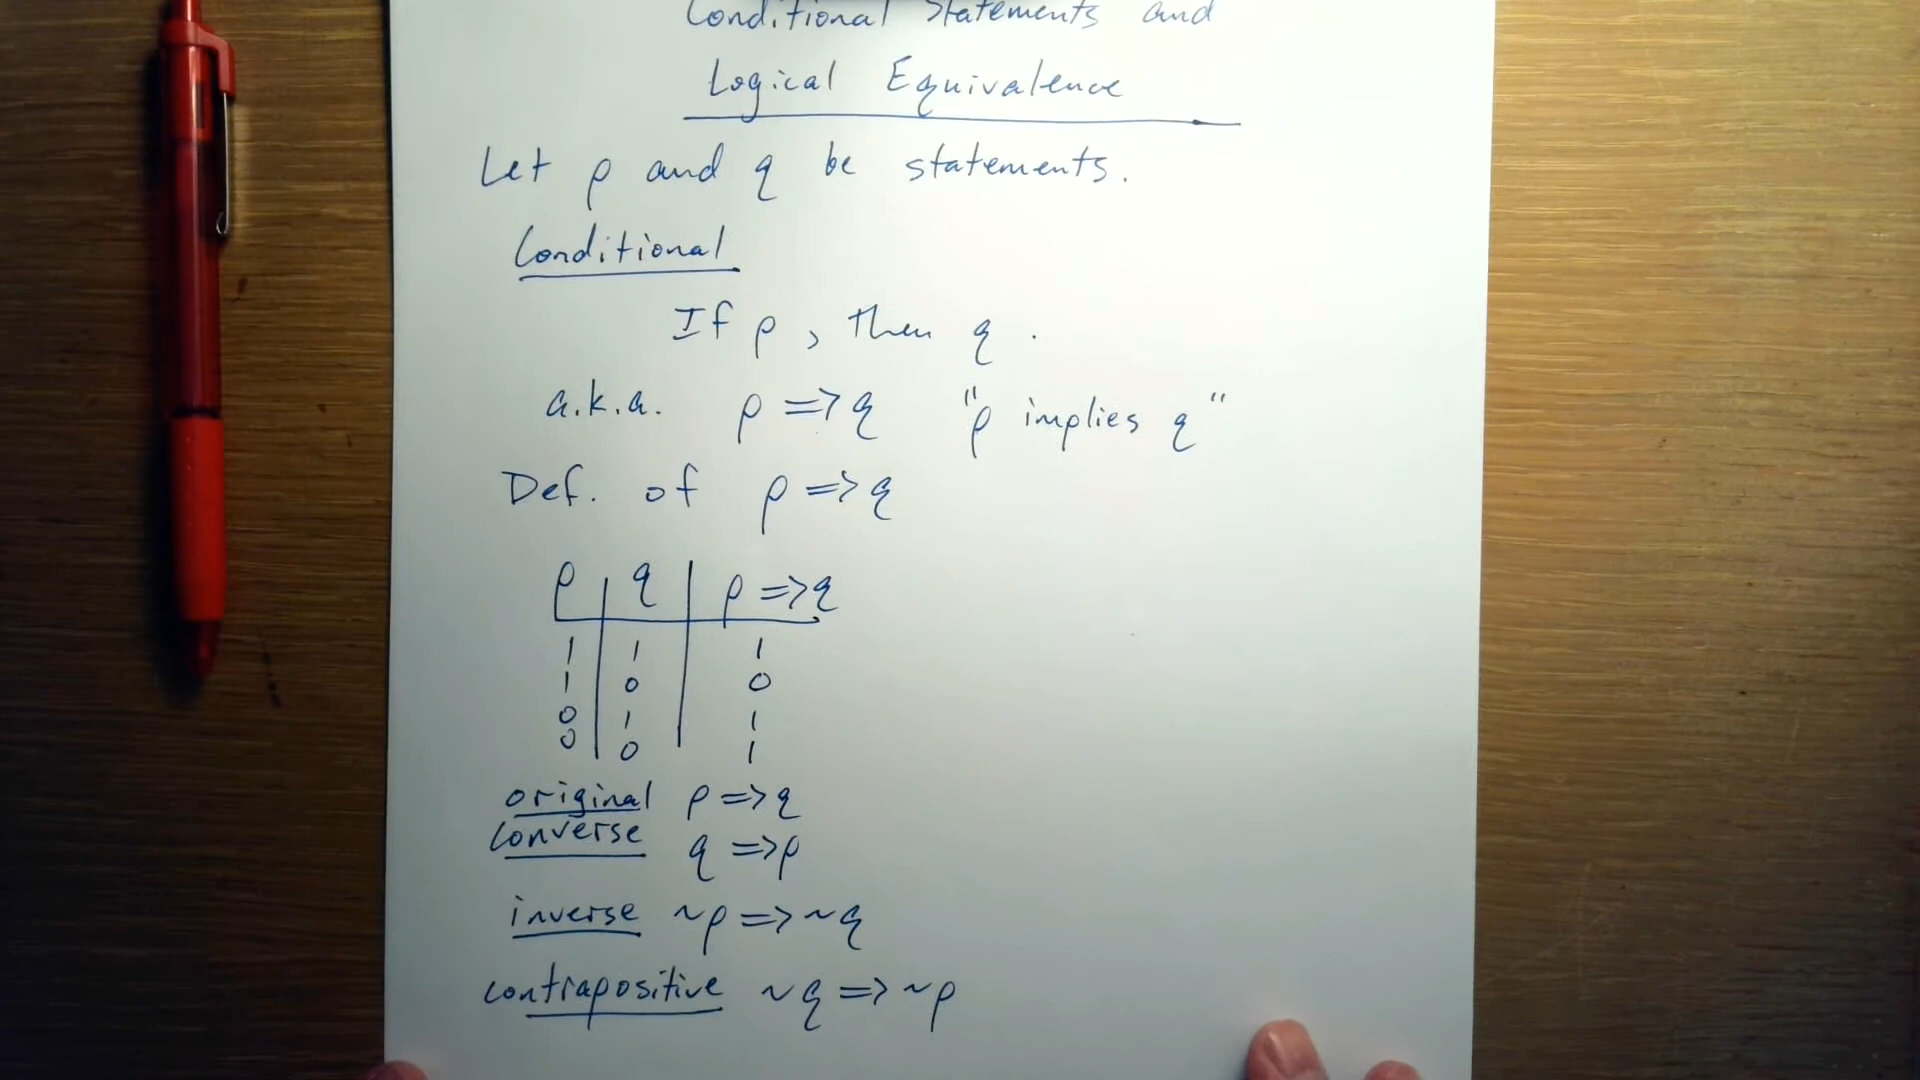 Conditional Statements and
Logical Equivalence
Let p and q be statements.
Conditional
If p, then q.
a.k.a. p => q "p implies q"
Def. of p => q
p q p => q
1 1 1
1 0 0
0 1 1
0 0 1
original p => q
converse q => p
inverse ~p => ~q
contrapositive ~q => ~p